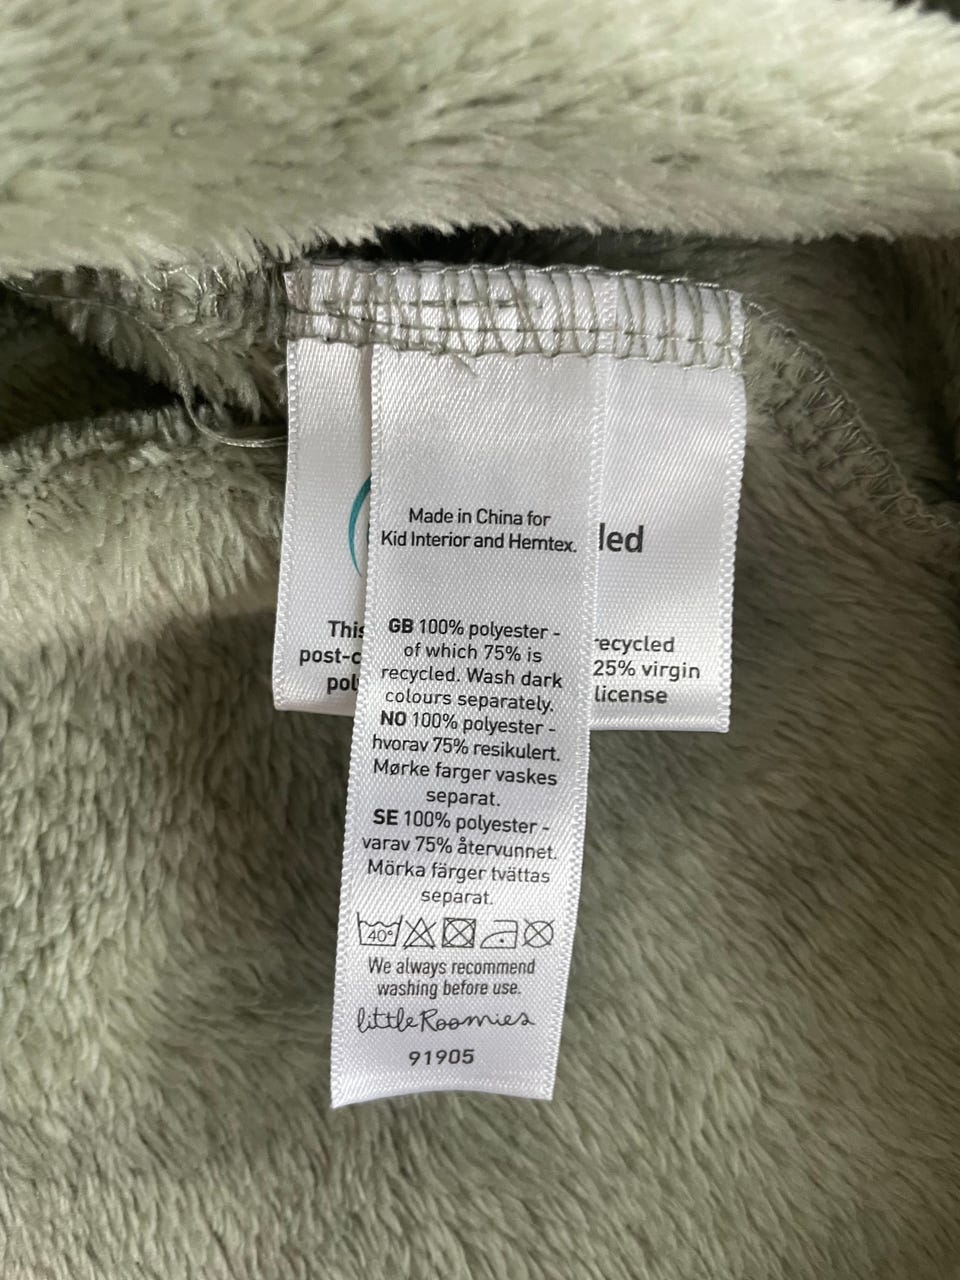 Made in China for
Kid Interior and Hemtex.
led
This
post-c
pol
recycled
25% virgin
license
GB 100% polyester -
of which 75% is
recycled. Wash dark
colours separately.
NO 100% polyester -
hvorav 75% resikulert.
Mørke farger vaskes
separat.
SE 100% polyester -
varav 75% återvunnet.
Mörka färger tvättas
separat.
40°
We always recommend
washing before use.
little Roomies
91905